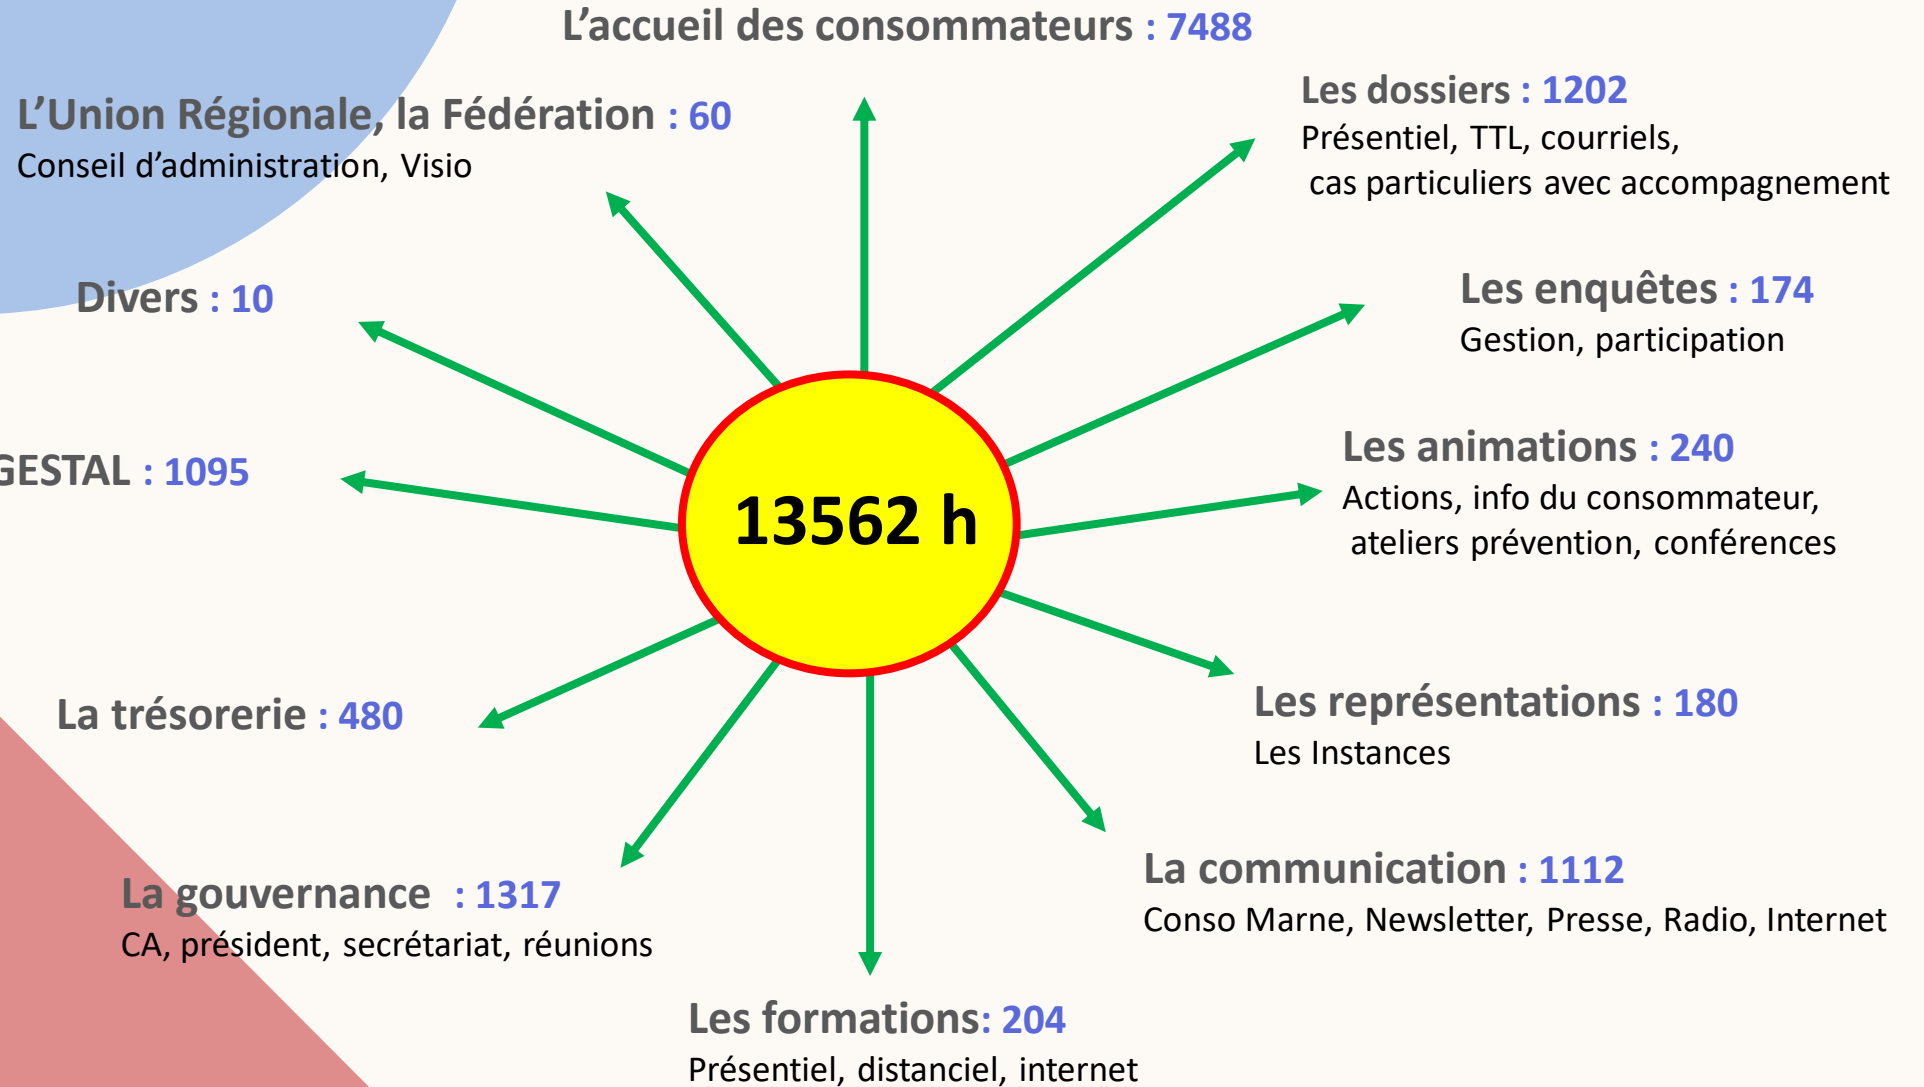 L’accueil des consommateurs : 7488
Les dossiers : 1202
Présentiel, TTL, courriels,
cas particuliers avec accompagnement
L’Union Régionale, la Fédération : 60
Conseil d’administration, Visio
Divers : 10
Les enquêtes : 174
Gestion, participation
GESTAL : 1095
Les animations : 240
Actions, info du consommateur,
ateliers prévention, conférences
13562 h
La trésorerie : 480
Les représentations : 180
Les Instances
La gouvernance : 1317
CA, président, secrétariat, réunions
La communication : 1112
Conso Marne, Newsletter, Presse, Radio, Internet
Les formations: 204
Présentiel, distanciel, internet